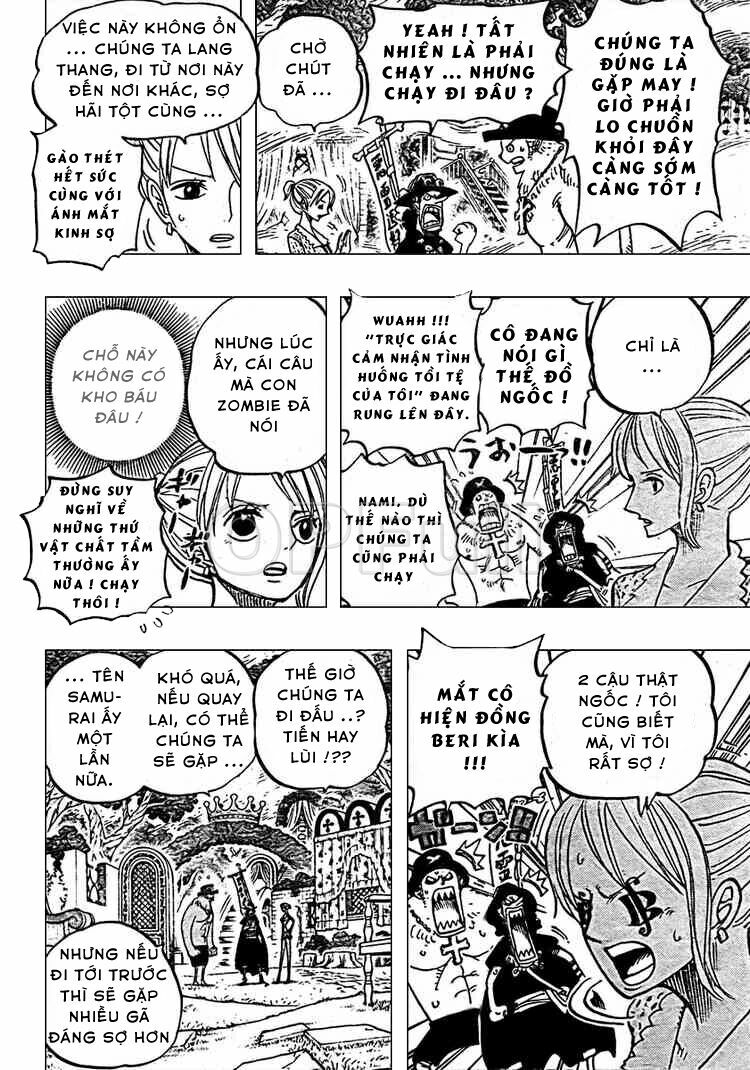 CHÚNG TA
ĐÚNG LÀ
GẶP MAY !
GIỜ PHẢI
LO CHUỒN
KHỎI ĐÂY
CÀNG SỚM
CÀNG TỐT !
YEAH ! TẤT
NHIÊN LÀ PHẢI
CHẠY ... NHƯNG
CHẠY ĐI ĐÂU ?
CHỜ
CHÚT
ĐÃ ...
VIỆC NÀY KHÔNG ỔN
... CHÚNG TA LANG
THANG, ĐI TỪ NƠI NÀY
ĐẾN NƠI KHÁC, SỢ
HÃI TỘT CÙNG ...
GÀO THÉT
HẾT SỨC
CÙNG VỚI
ÁNH MẮT
KINH SỢ
CHỈ LÀ
...
CÔ ĐANG
NÓI GÌ
THẾ ĐỒ
NGỐC !
WUAHH !!!
“TRỰC GIÁC
CẢM NHẬN TÌNH
HUỐNG TỒI TỆ
CỦA TÔI” ĐANG
RUNG LÊN ĐÂY.
うおーー!!
NAMI, DÙ
THẾ NÀO THÌ
CHÚNG TA
CŨNG PHẢI
CHẠY
NHƯNG LÚC
ẤY, CÁI CÂU
MÀ CON
ZOMBIE ĐÃ
NÓI
CHỖ NÀY
KHÔNG CÓ
KHO BÁU
ĐÂU !
ĐỪNG SUY
NGHĨ VỀ
NHỮNG THỨ
VẬT CHẤT TẦM
THƯỜNG ẤY
NỮA ! CHẠY
THÔI !
2 CẬU THẬT
NGỐC ! TÔI
CŨNG BIẾT
MÀ, VÌ TÔI
RẤT SỢ !
MẮT CÔ
HIỆN ĐỒNG
BERI KÌA
!!!
THẾ GIỜ
CHÚNG TA
ĐI ĐẤU ..?
TIẾN HAY
LÙI !??
KHÓ QUÁ,
NẾU QUAY
LẠI, CÓ THỂ
CHÚNG TA
SẼ GẶP ...
... TÊN
SAMU-
RAI ẤY
MỘT
LẦN
NỮA.
NHƯNG NẾU
ĐI TỚI TRƯỚC
THÌ SẼ GẶP
NHIỀU GÃ
ĐÁNG SỢ HƠN